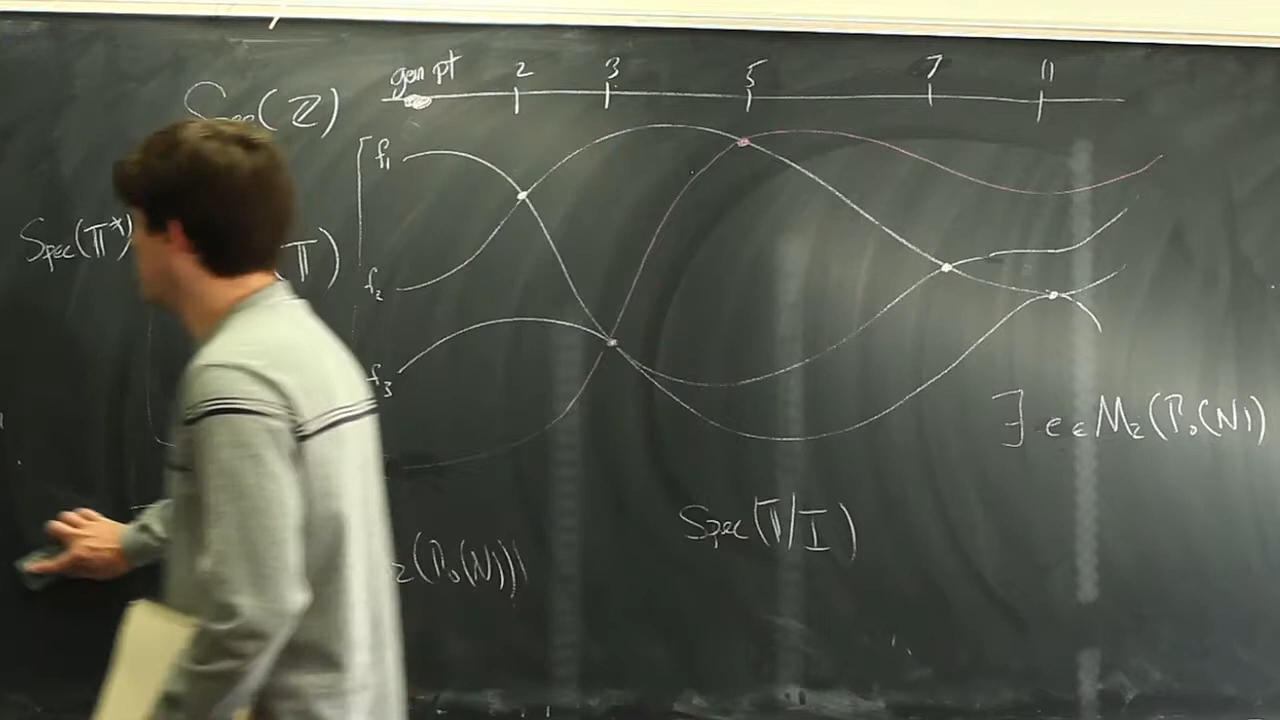 gen pt 2 3 5 7 11
Spec(ℤ)
f₁
Spec(𝕋*) 𝕋)
f₂
f₃
∃ e ∈ M₂(Γ₀(N))
Spec(𝕋/I)
₂(Γ₀(N))